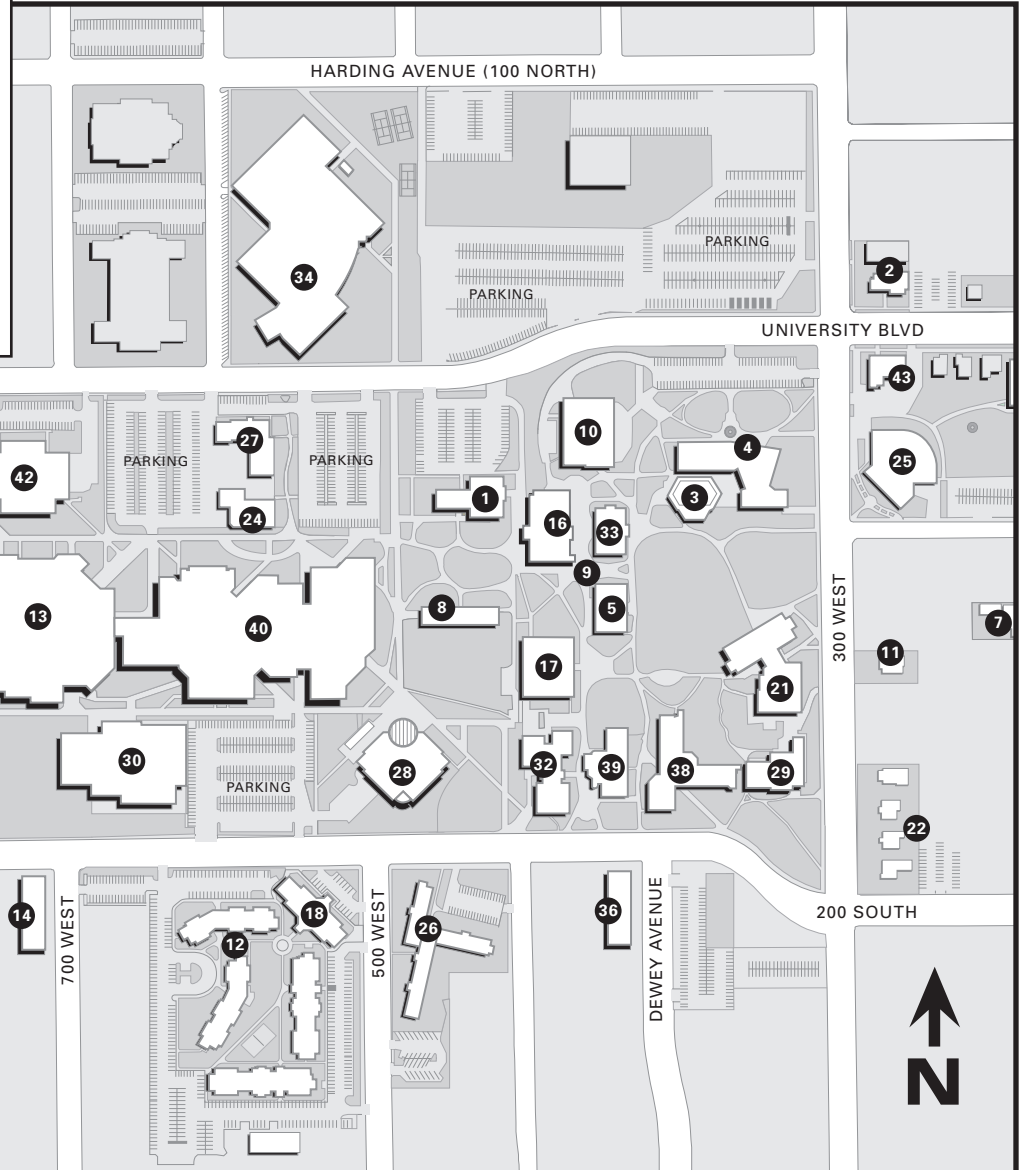 HARDING AVENUE (100 NORTH)
PARKING
2
34
PARKING
UNIVERSITY BLVD
43
10
27
4
PARKING
PARKING
25
42
3
1
24
16
33
9
300 WEST
8
5
13
7
40
11
17
21
30
32
39
38
28
29
PARKING
22
14
700 WEST
18
500 WEST
26
36
DEWEY AVENUE
200 SOUTH
12
N